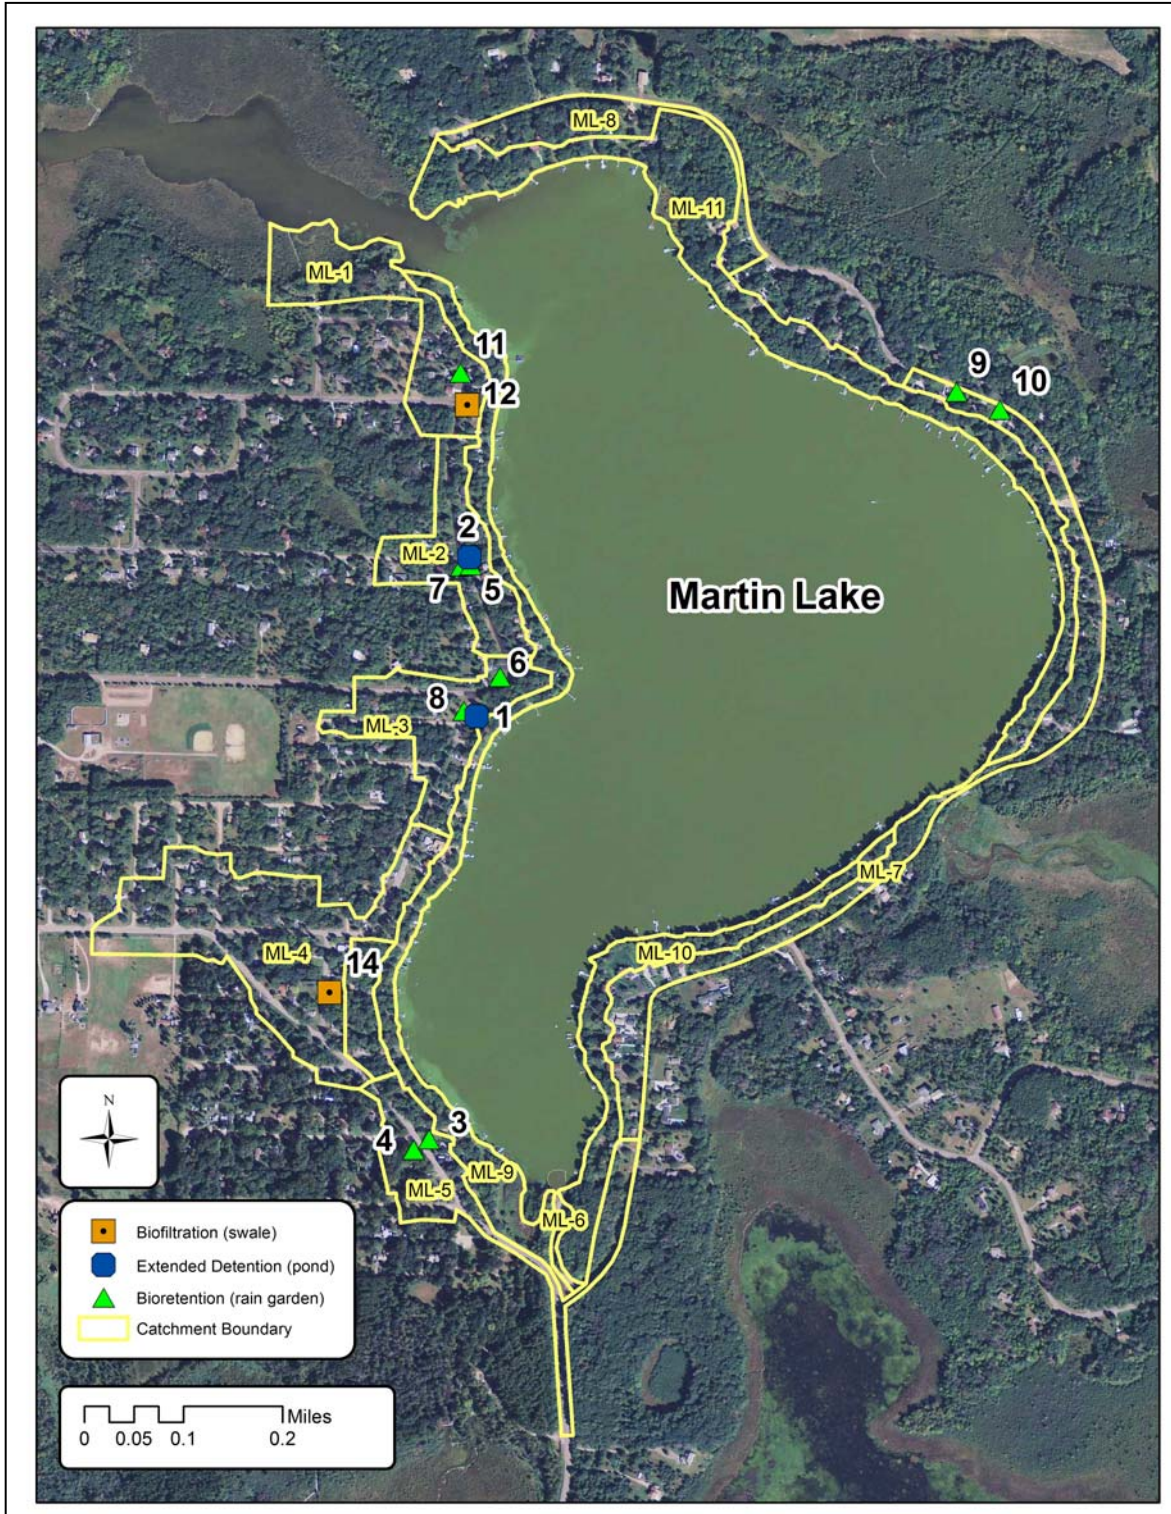 ML-8
ML-11
ML-1
11
12
9
10
2
ML-2
7
5
Martin Lake
6
8
1
ML-3
ML-7
ML-4
ML-10
14
N
3
4
ML-9
ML-5
ML-6
Biofiltration (swale)
Extended Detention (pond)
Bioretention (rain garden)
Catchment Boundary
Miles
0 0.05 0.1 0.2